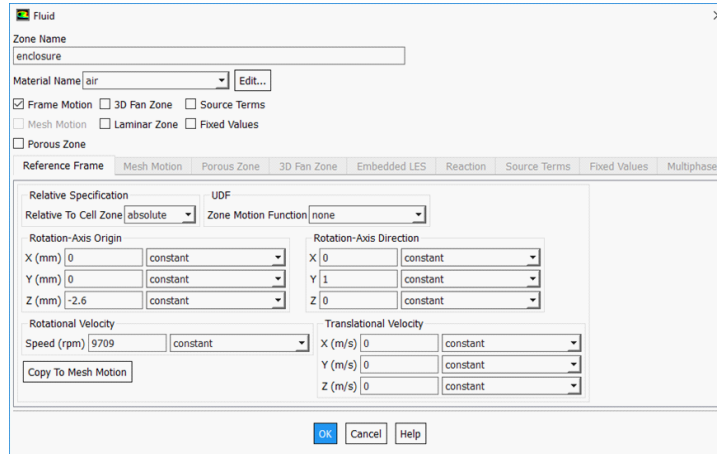 Fluid
Zone Name
enclosure
Material Name air Edit...
Frame Motion 3D Fan Zone Source Terms
Mesh Motion Laminar Zone Fixed Values
Porous Zone
Reference Frame Mesh Motion Porous Zone 3D Fan Zone Embedded LES Reaction Source Terms Fixed Values Multiphase
Relative Specification UDF
Relative To Cell Zone absolute Zone Motion Function none
Rotation-Axis Origin Rotation-Axis Direction
X (mm) 0 constant X 0 constant
Y (mm) 0 constant Y 1 constant
Z (mm) -2.6 constant Z 0 constant
Rotational Velocity Translational Velocity
Speed (rpm) 9709 constant X (m/s) 0 constant
Copy To Mesh Motion Y (m/s) 0 constant
Z (m/s) 0 constant
OK Cancel Help